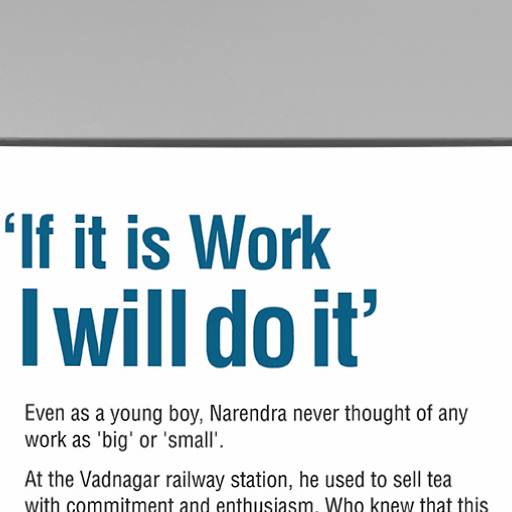 ‘If it is Work
I will do it’
Even as a young boy, Narendra never thought of any
work as 'big' or 'small'.
At the Vadnagar railway station, he used to sell tea
with commitment and enthusiasm. Who knew that this